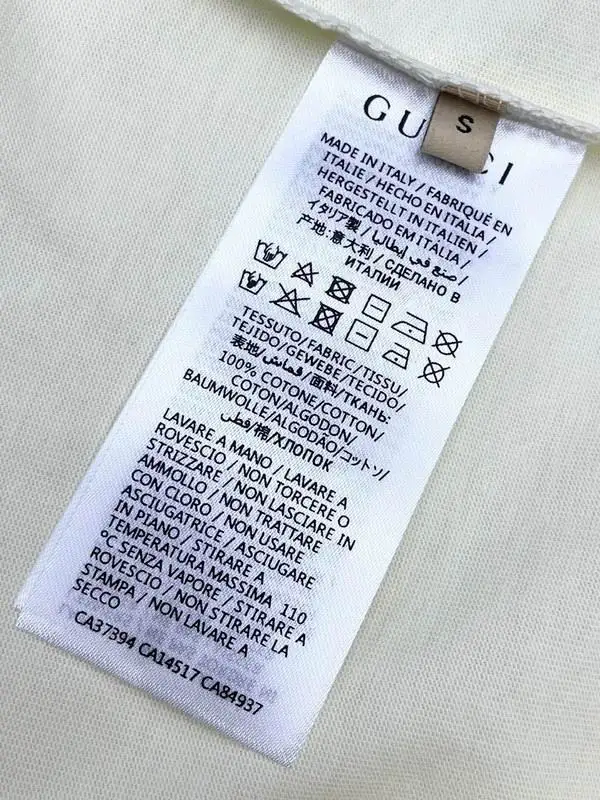 GUCCI
S
MADE IN ITALY / FABRIQUÉ EN
ITALIE / HECHO EN ITALIA /
HERGESTELLT IN ITALIEN /
FABRICADO EM ITALIA /
イタリア製 / صنع في إيطاليا /
产地：意大利 / СДЕЛАНО В
ИТАЛИИ
TESSUTO/FABRIC/TISSU/
TEJIDO/GEWEBE/TECIDO/
表地/قماش/面料/ТКАНЬ:
100% COTONE/COTTON/
COTON/ALGODON/
BAUMWOLLE/ALGODÃO/コットン/
قطن/棉/ХЛОПОК
LAVARE A MANO / LAVARE A
ROVESCIO / NON TORCERE O
STRIZZARE / NON LASCIARE IN
AMMOLLO / NON TRATTARE
CON CLORO / NON USARE
ASCIUGATRICE / ASCIUGARE
IN PIANO / STIRARE A
TEMPERATURA MASSIMA 110
°C SENZA VAPORE / STIRARE A
ROVESCIO / NON STIRARE LA
STAMPA / NON LAVARE A
SECCO
CA37394 CA14517 CA84937